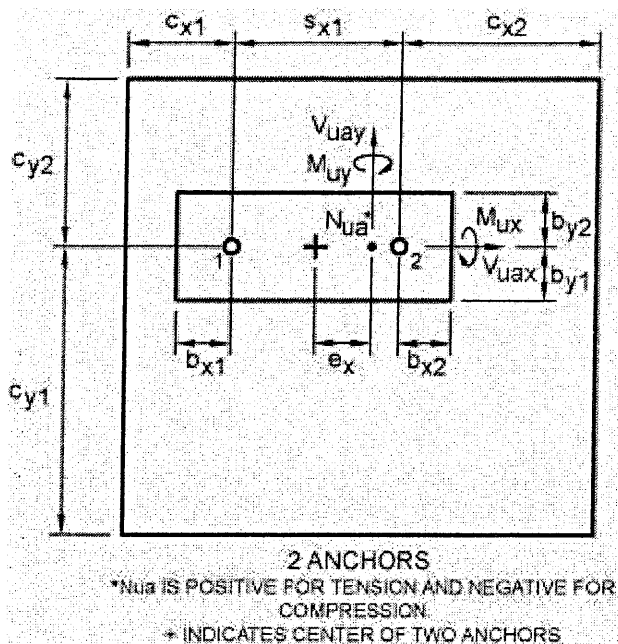 cx1 sx1 cx2
Vuay
cy2
Muy
Nua* Mux by2
1 2
Vuax by1
bx1 ex bx2
cy1
2 ANCHORS
*Nua IS POSITIVE FOR TENSION AND NEGATIVE FOR
COMPRESSION.
+ INDICATES CENTER OF TWO ANCHORS